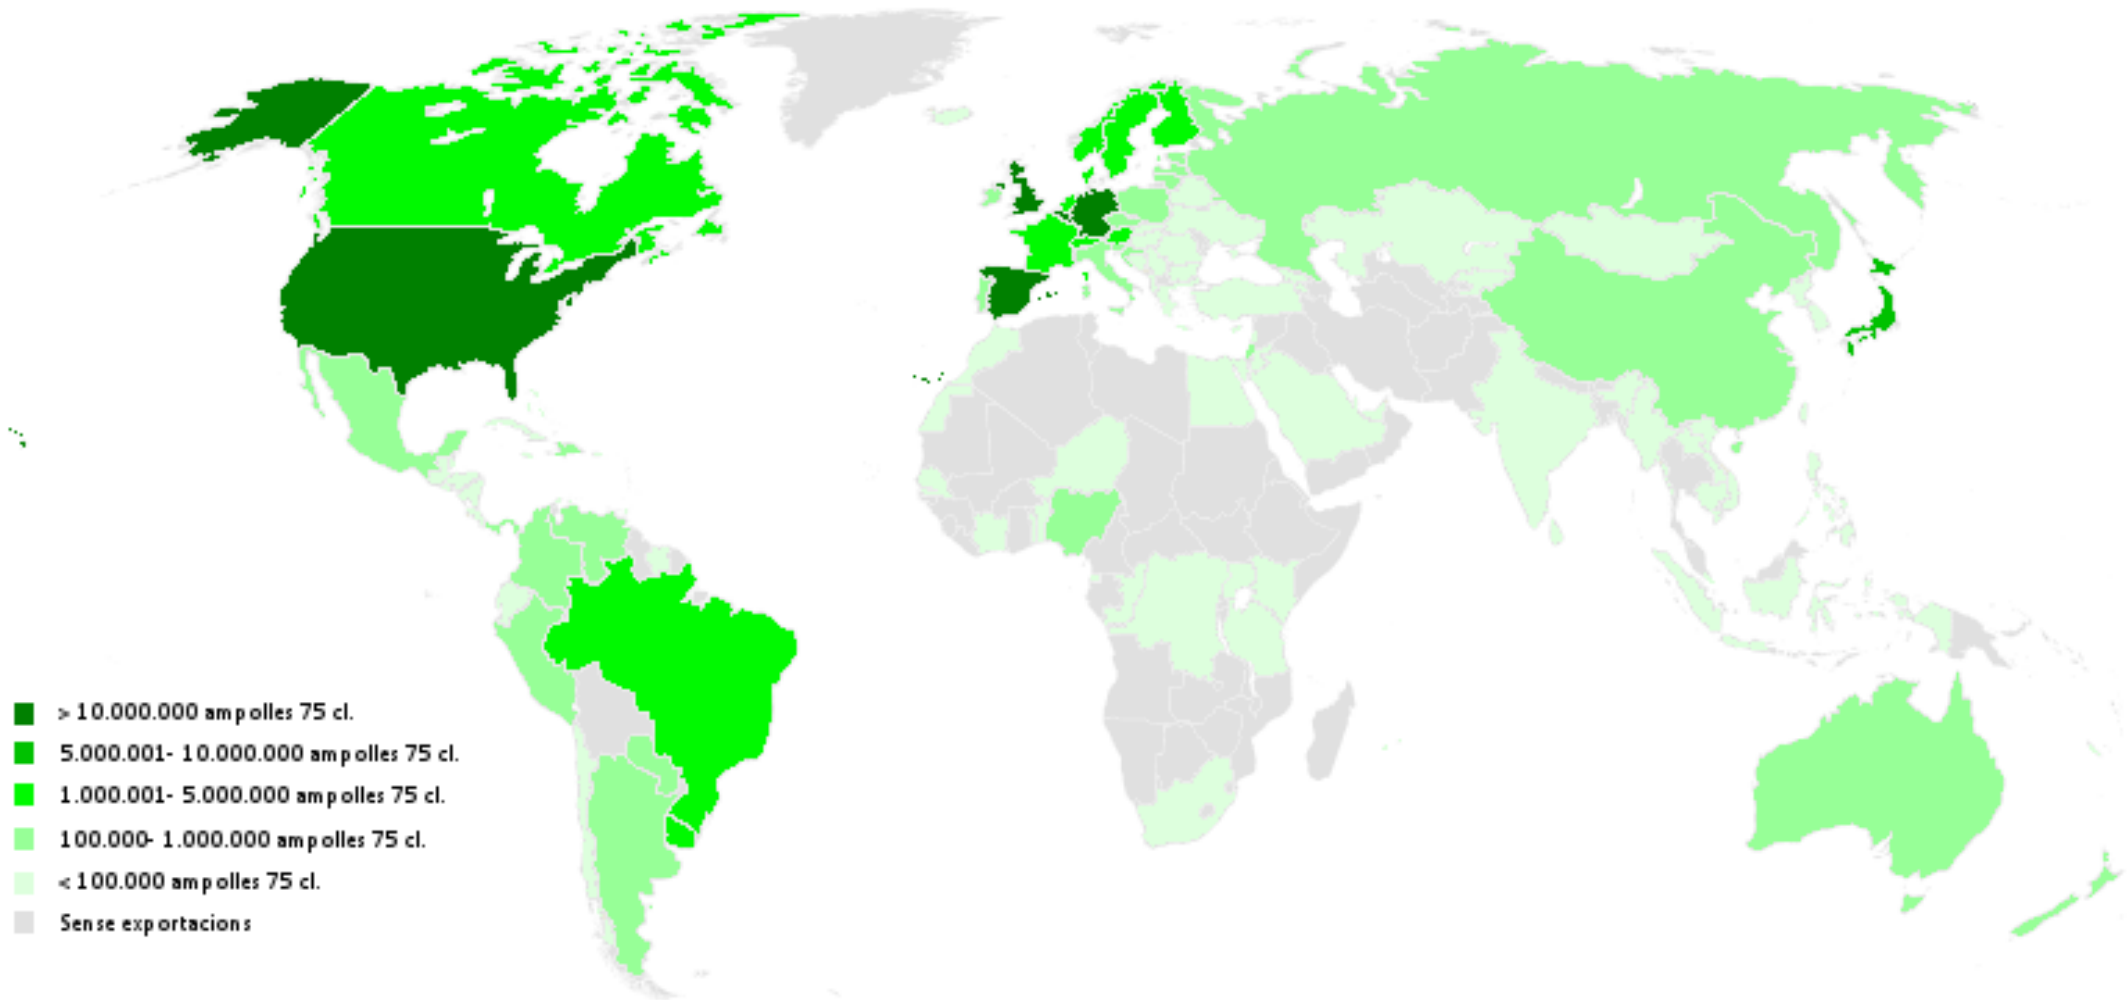 > 10.000.000 ampolles 75 cl.
5.000.001- 10.000.000 ampolles 75 cl.
1.000.001- 5.000.000 ampolles 75 cl.
100.000- 1.000.000 ampolles 75 cl.
< 100.000 ampolles 75 cl.
Sense exportacions